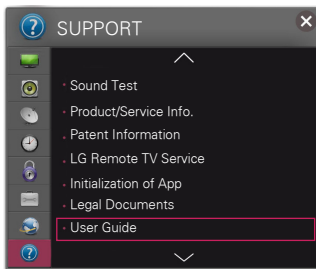 SUPPORT
• Sound Test
• Product/Service Info.
• Patent Information
• LG Remote TV Service
• Initialization of App
• Legal Documents
• User Guide